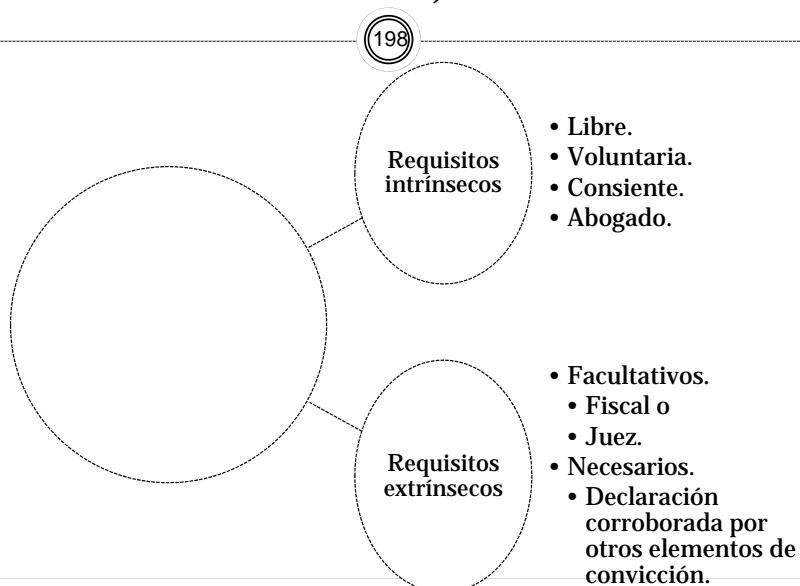 198
Requisitos
intrínsecos
• Libre.
• Voluntaria.
• Consiente.
• Abogado.
Requisitos
extrínsecos
• Facultativos.
• Fiscal o
• Juez.
• Necesarios.
• Declaración
corroborada por
otros elementos de
convicción.